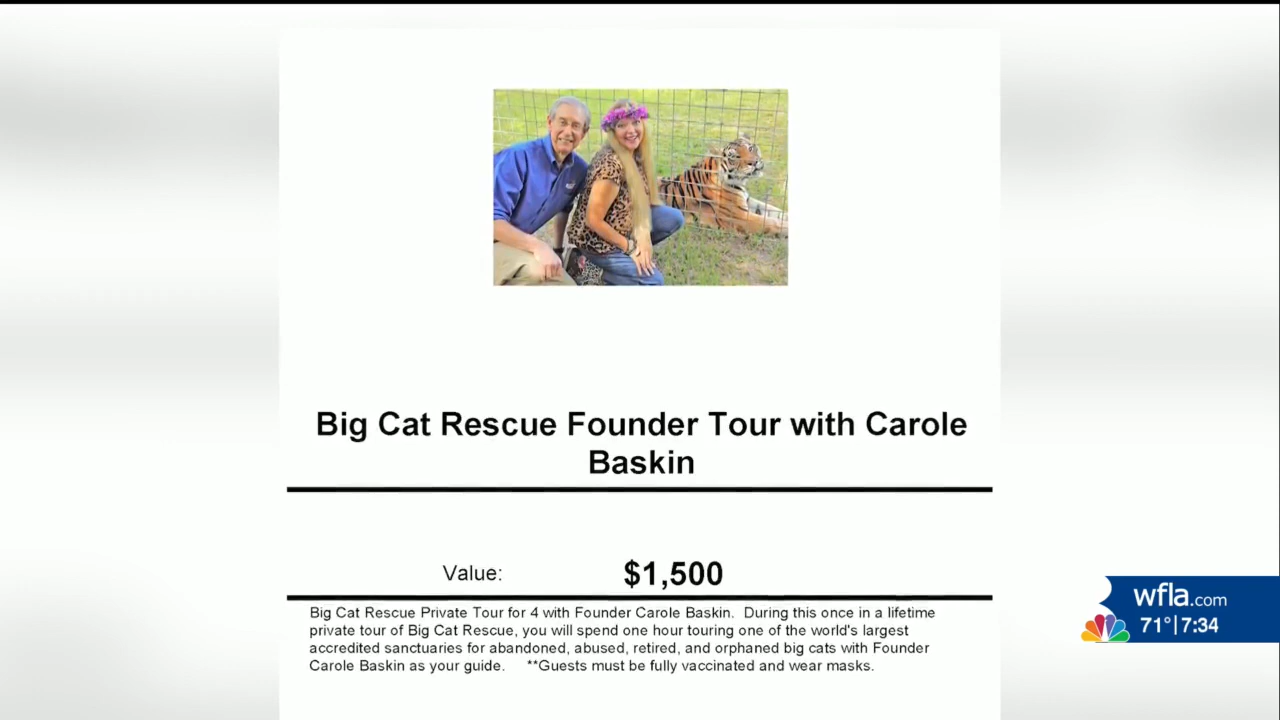 Big Cat Rescue Founder Tour with Carole
Baskin
Value: $1,500
Big Cat Rescue Private Tour for 4 with Founder Carole Baskin. During this once in a lifetime
private tour of Big Cat Rescue, you will spend one hour touring one of the world's largest
accredited sanctuaries for abandoned, abused, retired, and orphaned big cats with Founder
Carole Baskin as your guide. **Guests must be fully vaccinated and wear masks.
wfla.com
71° | 7:34